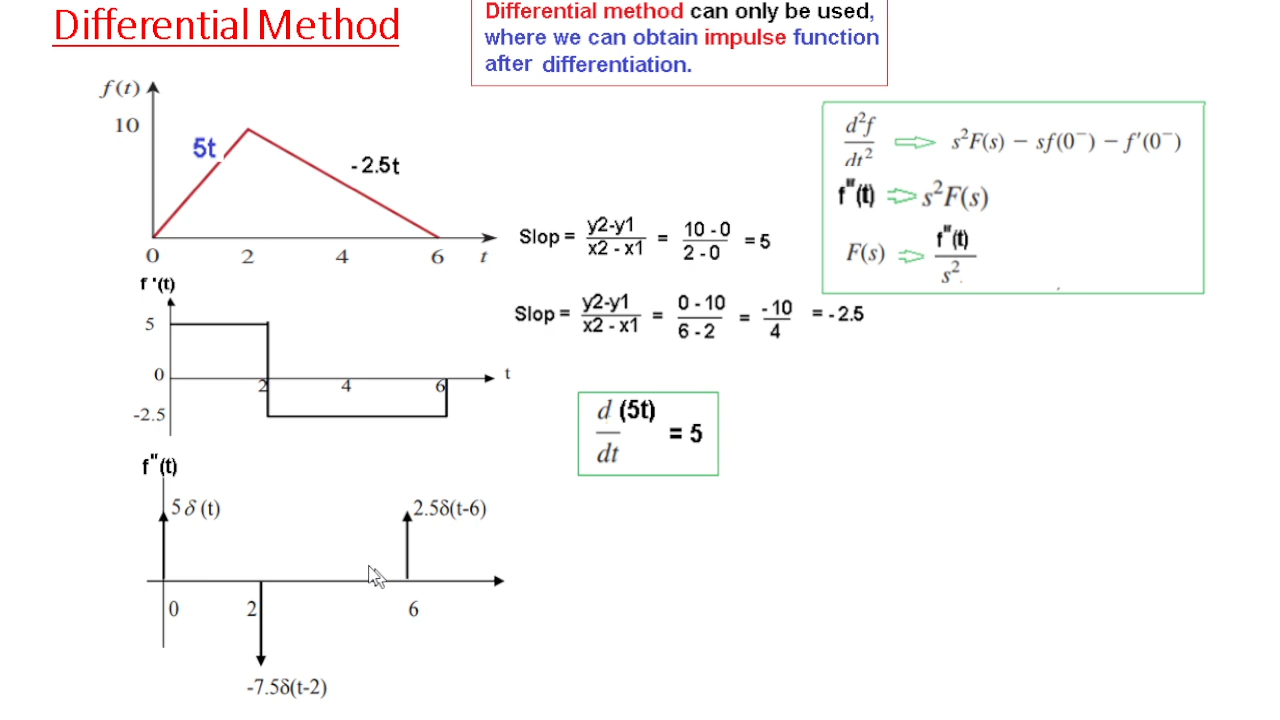 Differential Method
Differential method can only be used,
where we can obtain impulse function
after differentiation.
f(t)
10
5t
- 2.5t
0 2 4 6 t
Slop = y2-y1 / x2 - x1 = 10 - 0 / 2 - 0 = 5
d²f / dt² ⇒ s²F(s) − sf(0⁻) − f′(0⁻)
f"(t) ⇒ s²F(s)
F(s) ⇒ f"(t) / s²
f '(t)
5
0
-2.5
2 4 6 t
Slop = y2-y1 / x2 - x1 = 0 - 10 / 6 - 2 = - 10 / 4 = - 2.5
d (5t) / dt = 5
f"(t)
5 δ (t)
2.5δ(t-6)
0 2 6
-7.5δ(t-2)